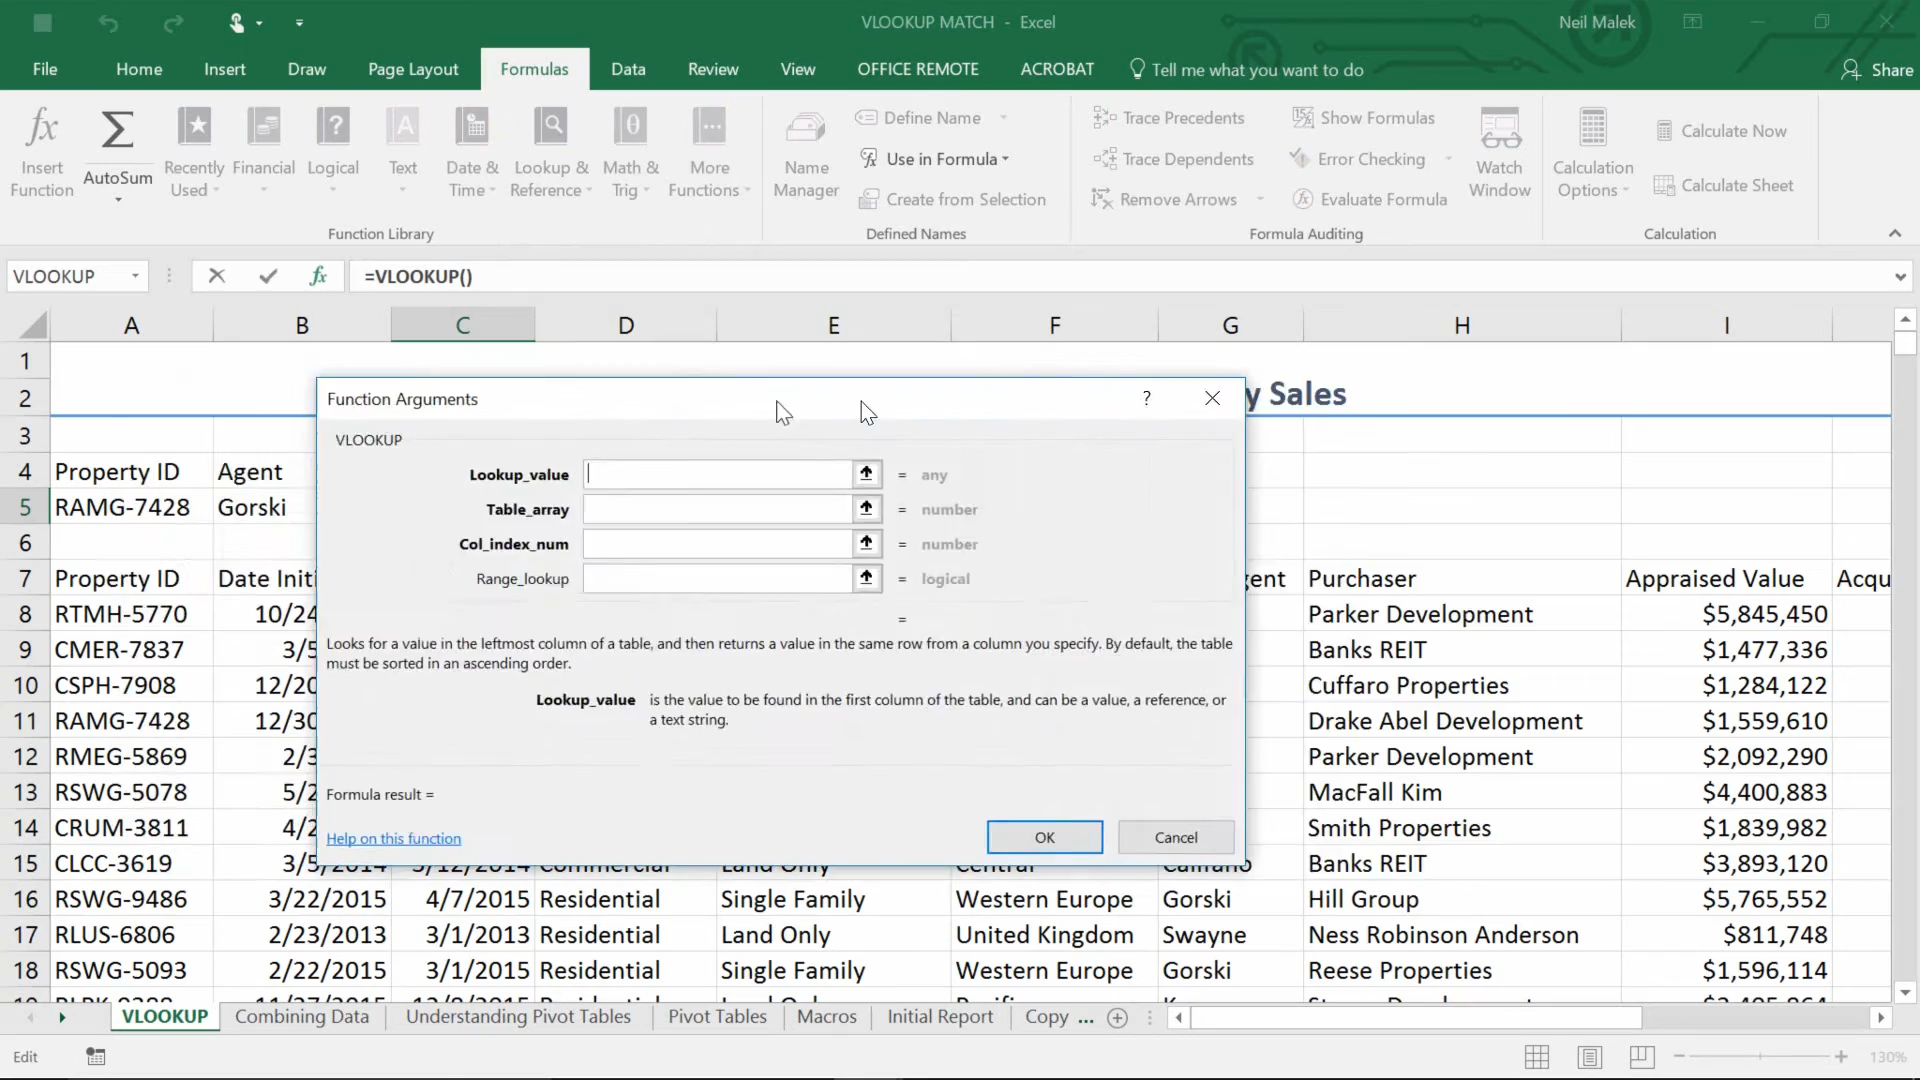 VLOOKUP MATCH - Excel
Neil Malek
File Home Insert Draw Page Layout Formulas Data Review View OFFICE REMOTE ACROBAT Tell me what you want to do Share
Insert Function
AutoSum
Recently Used
Financial
Logical
Text
Date & Time
Lookup & Reference
Math & Trig
More Functions
Function Library
Name Manager
Define Name
Use in Formula
Create from Selection
Defined Names
Trace Precedents
Trace Dependents
Remove Arrows
Show Formulas
Error Checking
Evaluate Formula
Watch Window
Formula Auditing
Calculation Options
Calculate Now
Calculate Sheet
Calculation
VLOOKUP fx =VLOOKUP()
A B C D E F G H I
1
2 y Sales
3
4 Property ID Agent
5 RAMG-7428 Gorski
6
7 Property ID Date Initi gent Purchaser Appraised Value Acqu
8 RTMH-5770 10/24 Parker Development $5,845,450
9 CMER-7837 3/5 Banks REIT $1,477,336
10 CSPH-7908 12/20 Cuffaro Properties $1,284,122
11 RAMG-7428 12/30 Drake Abel Development $1,559,610
12 RMEG-5869 2/3 Parker Development $2,092,290
13 RSWG-5078 5/2 MacFall Kim $4,400,883
14 CRUM-3811 4/2 Smith Properties $1,839,982
15 CLCC-3619 3/5/2014 3/12/2014 Commercial Land Only Central Banks REIT $3,893,120
16 RSWG-9486 3/22/2015 4/7/2015 Residential Single Family Western Europe Gorski Hill Group $5,765,552
17 RLUS-6806 2/23/2013 3/1/2013 Residential Land Only United Kingdom Swayne Ness Robinson Anderson $811,748
18 RSWG-5093 2/22/2015 3/1/2015 Residential Single Family Western Europe Gorski Reese Properties $1,596,114
Function Arguments ?
VLOOKUP
Lookup_value = any
Table_array = number
Col_index_num = number
Range_lookup = logical
=
Looks for a value in the leftmost column of a table, and then returns a value in the same row from a column you specify. By default, the table
must be sorted in an ascending order.
Lookup_value is the value to be found in the first column of the table, and can be a value, a reference, or
a text string.
Formula result =
Help on this function
OK Cancel
VLOOKUP Combining Data Understanding Pivot Tables Pivot Tables Macros Initial Report Copy ...
Edit
130%